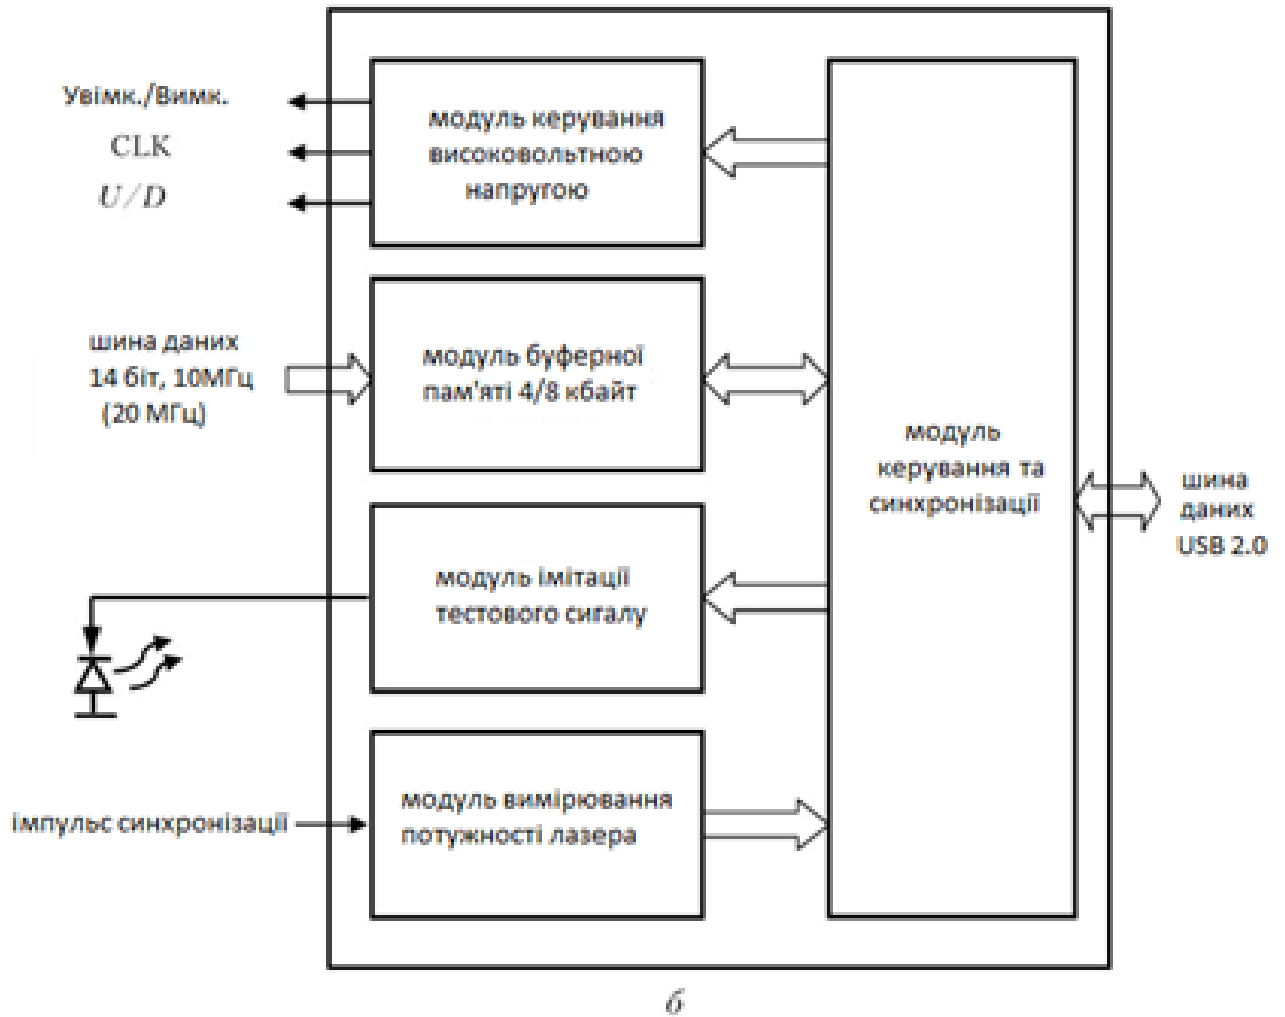 Увімк./Вимк.
CLK
U/D
модуль керування
високовольтною
напругою
шина даних
14 біт, 10МГц
(20 МГц)
модуль буферної
пам'яті 4/8 кбайт
модуль
керування та
синхронізації
шина
даних
USB 2.0
модуль імітації
тестового сигалу
імпульс синхронізації
модуль вимірювання
потужності лазера
б